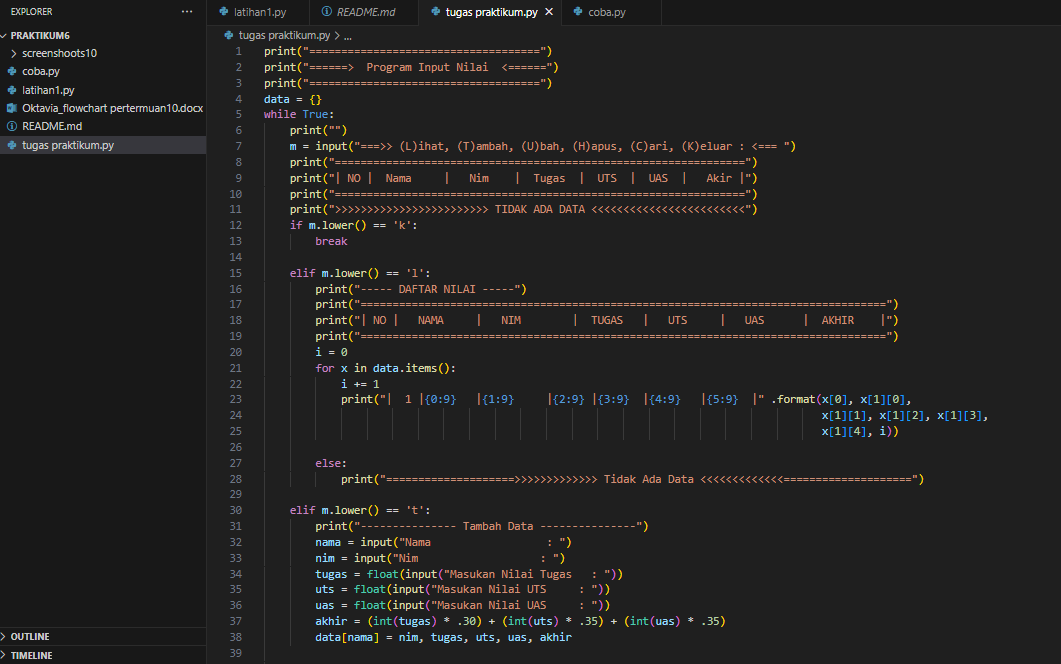 EXPLORER ...
PRAKTIKUM6
screenshoots10
coba.py
latihan1.py
Oktavia_flowchart pertermuan10.docx
README.md
tugas praktikum.py
OUTLINE
TIMELINE
latihan1.py README.md tugas praktikum.py × coba.py
tugas praktikum.py > ...
1 print("====================================")
2 print("======>  Program Input Nilai  <======")
3 print("====================================")
4 data = {}
5 while True:
6     print("")
7     m = input("===>> (L)ihat, (T)ambah, (U)bah, (H)apus, (C)ari, (K)eluar : <=== ")
8     print("================================================================")
9     print("| NO |  Nama     |   Nim    |  Tugas  |  UTS  |  UAS  |   Akir |")
10     print("================================================================")
11     print(">>>>>>>>>>>>>>>>>>>>>>>> TIDAK ADA DATA <<<<<<<<<<<<<<<<<<<<<<<<")
12     if m.lower() == 'k':
13         break
14
15     elif m.lower() == 'l':
16         print("----- DAFTAR NILAI -----")
17         print("==================================================================================")
18         print("| NO |   NAMA     |   NIM        |  TUGAS   |   UTS     |   UAS      |  AKHIR    |")
19         print("==================================================================================")
20         i = 0
21         for x in data.items():
22             i += 1
23             print("|  1 |{0:9}   |{1:9}     |{2:9} |{3:9}  |{4:9}   |{5:9}  |" .format(x[0], x[1][0],
24                                                                                        x[1][1], x[1][2], x[1][3],
25                                                                                        x[1][4], i))
26
27         else:
28             print("====================>>>>>>>>>>>>> Tidak Ada Data <<<<<<<<<<<<<====================")
29
30     elif m.lower() == 't':
31         print("--------------- Tambah Data ---------------")
32         nama = input("Nama                  : ")
33         nim = input("Nim                   : ")
34         tugas = float(input("Masukan Nilai Tugas   : "))
35         uts = float(input("Masukan Nilai UTS     : "))
36         uas = float(input("Masukan Nilai UAS     : "))
37         akhir = (int(tugas) * .30) + (int(uts) * .35) + (int(uas) * .35)
38         data[nama] = nim, tugas, uts, uas, akhir
39